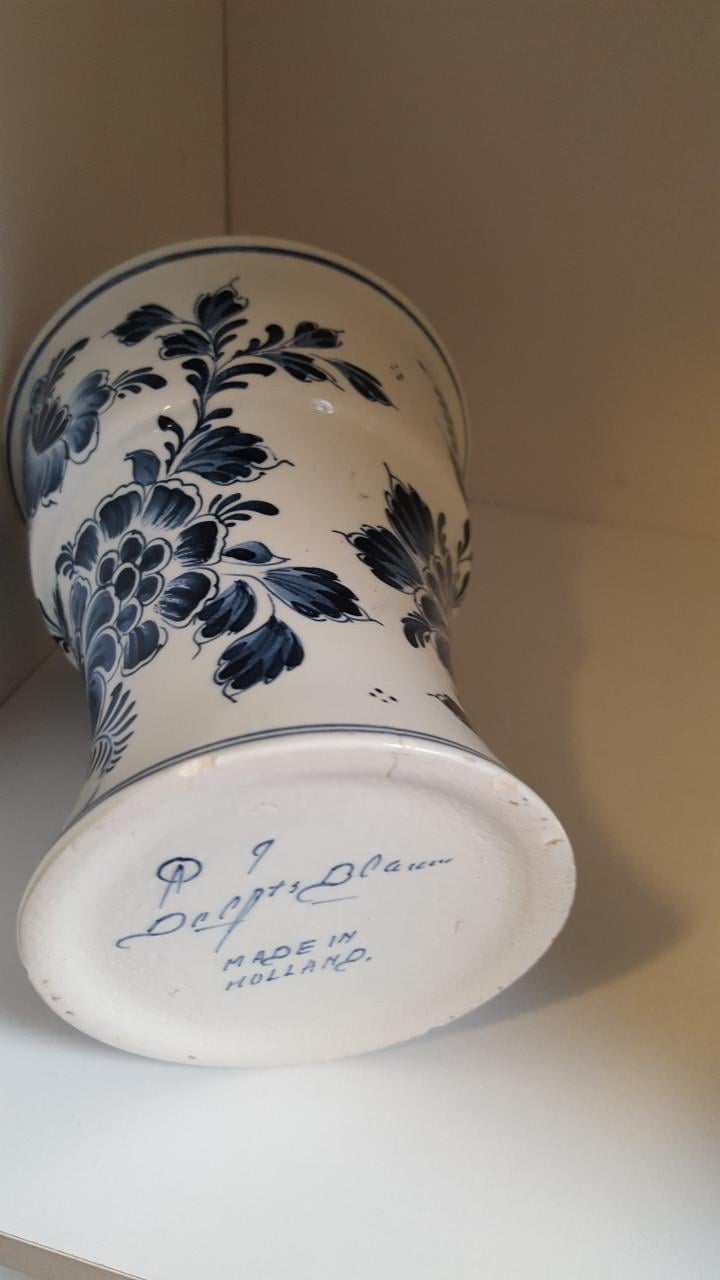 9
Delfts Blauw
MADE IN
HOLLAND.